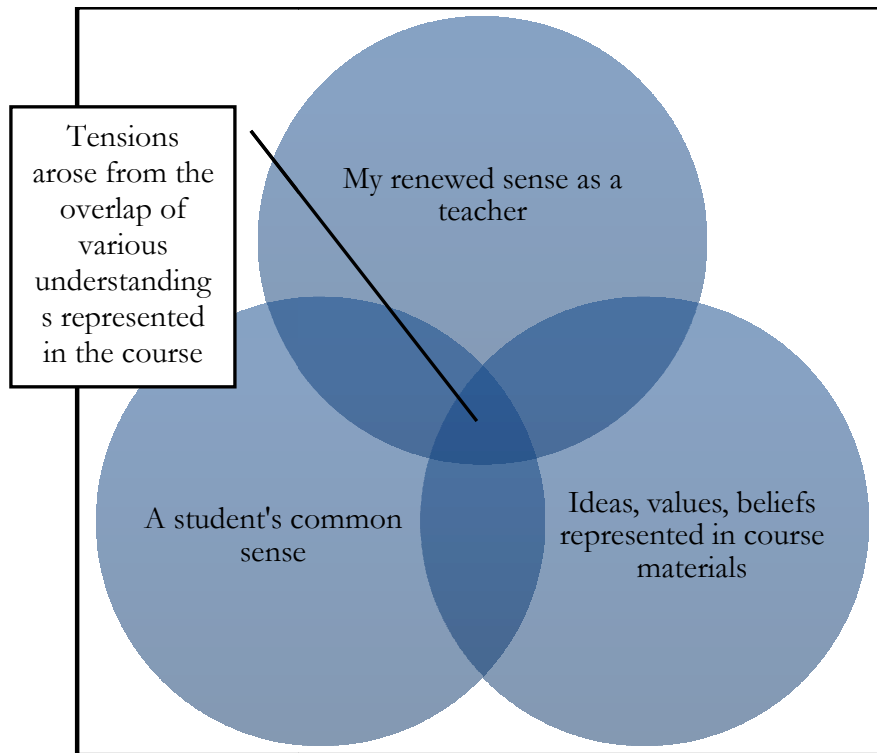 Tensions
arose from the
overlap of
various
understanding
s represented
in the course
My renewed sense as a
teacher
A student's common
sense
Ideas, values, beliefs
represented in course
materials